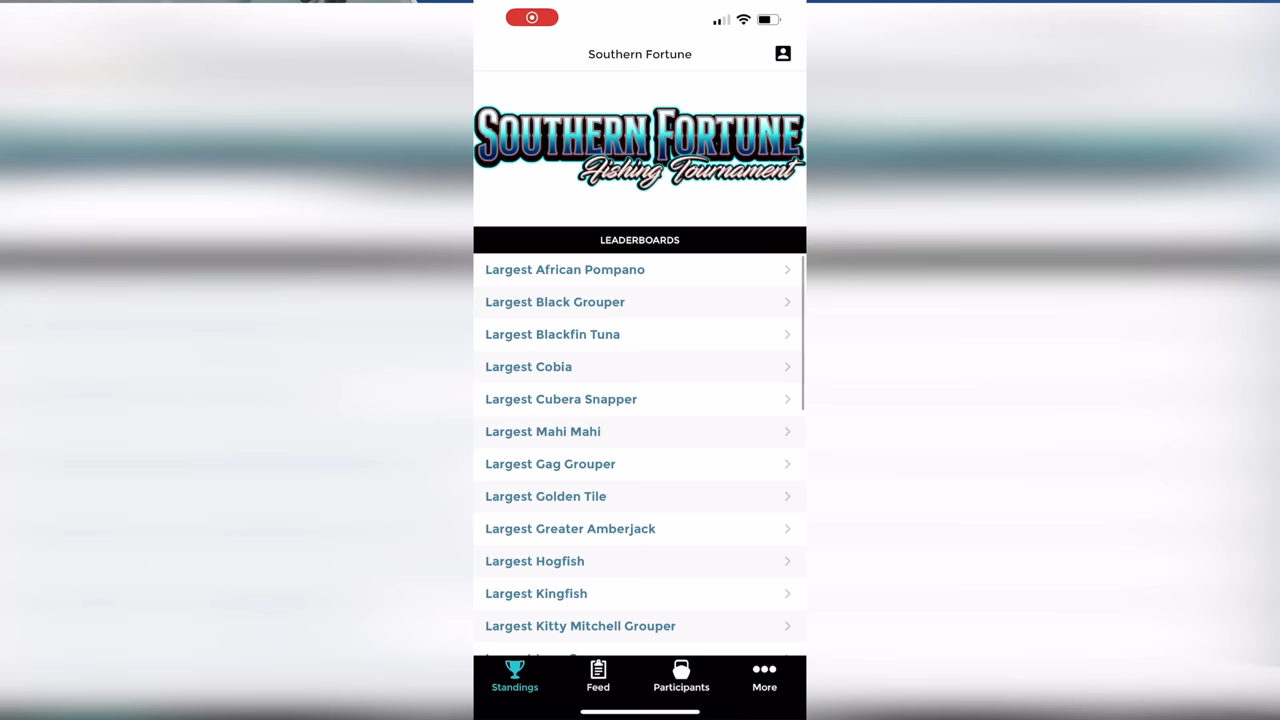 Southern Fortune
SOUTHERN FORTUNE
Fishing Tournament
LEADERBOARDS
Largest African Pompano
Largest Black Grouper
Largest Blackfin Tuna
Largest Cobia
Largest Cubera Snapper
Largest Mahi Mahi
Largest Gag Grouper
Largest Golden Tile
Largest Greater Amberjack
Largest Hogfish
Largest Kingfish
Largest Kitty Mitchell Grouper
Standings
Feed
Participants
More